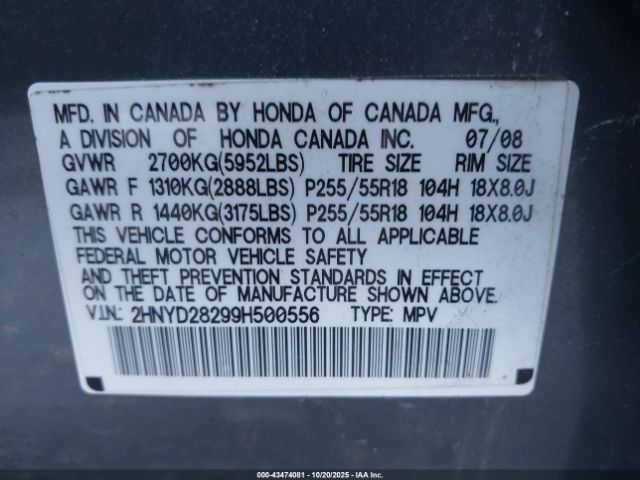 MFD. IN CANADA BY HONDA OF CANADA MFG.,
A DIVISION OF HONDA CANADA INC. 07/08
GVWR 2700KG(5952LBS) TIRE SIZE RIM SIZE
GAWR F 1310KG(2888LBS) P255/55R18 104H 18X8.0J
GAWR R 1440KG(3175LBS) P255/55R18 104H 18X8.0J
THIS VEHICLE CONFORMS TO ALL APPLICABLE
FEDERAL MOTOR VEHICLE SAFETY
AND THEFT PREVENTION STANDARDS IN EFFECT
ON THE DATE OF MANUFACTURE SHOWN ABOVE.
V.I.N.: 2HNYD28299H500556 TYPE: MPV
000-43474081 - 10/20/2025 - IAAI.COM